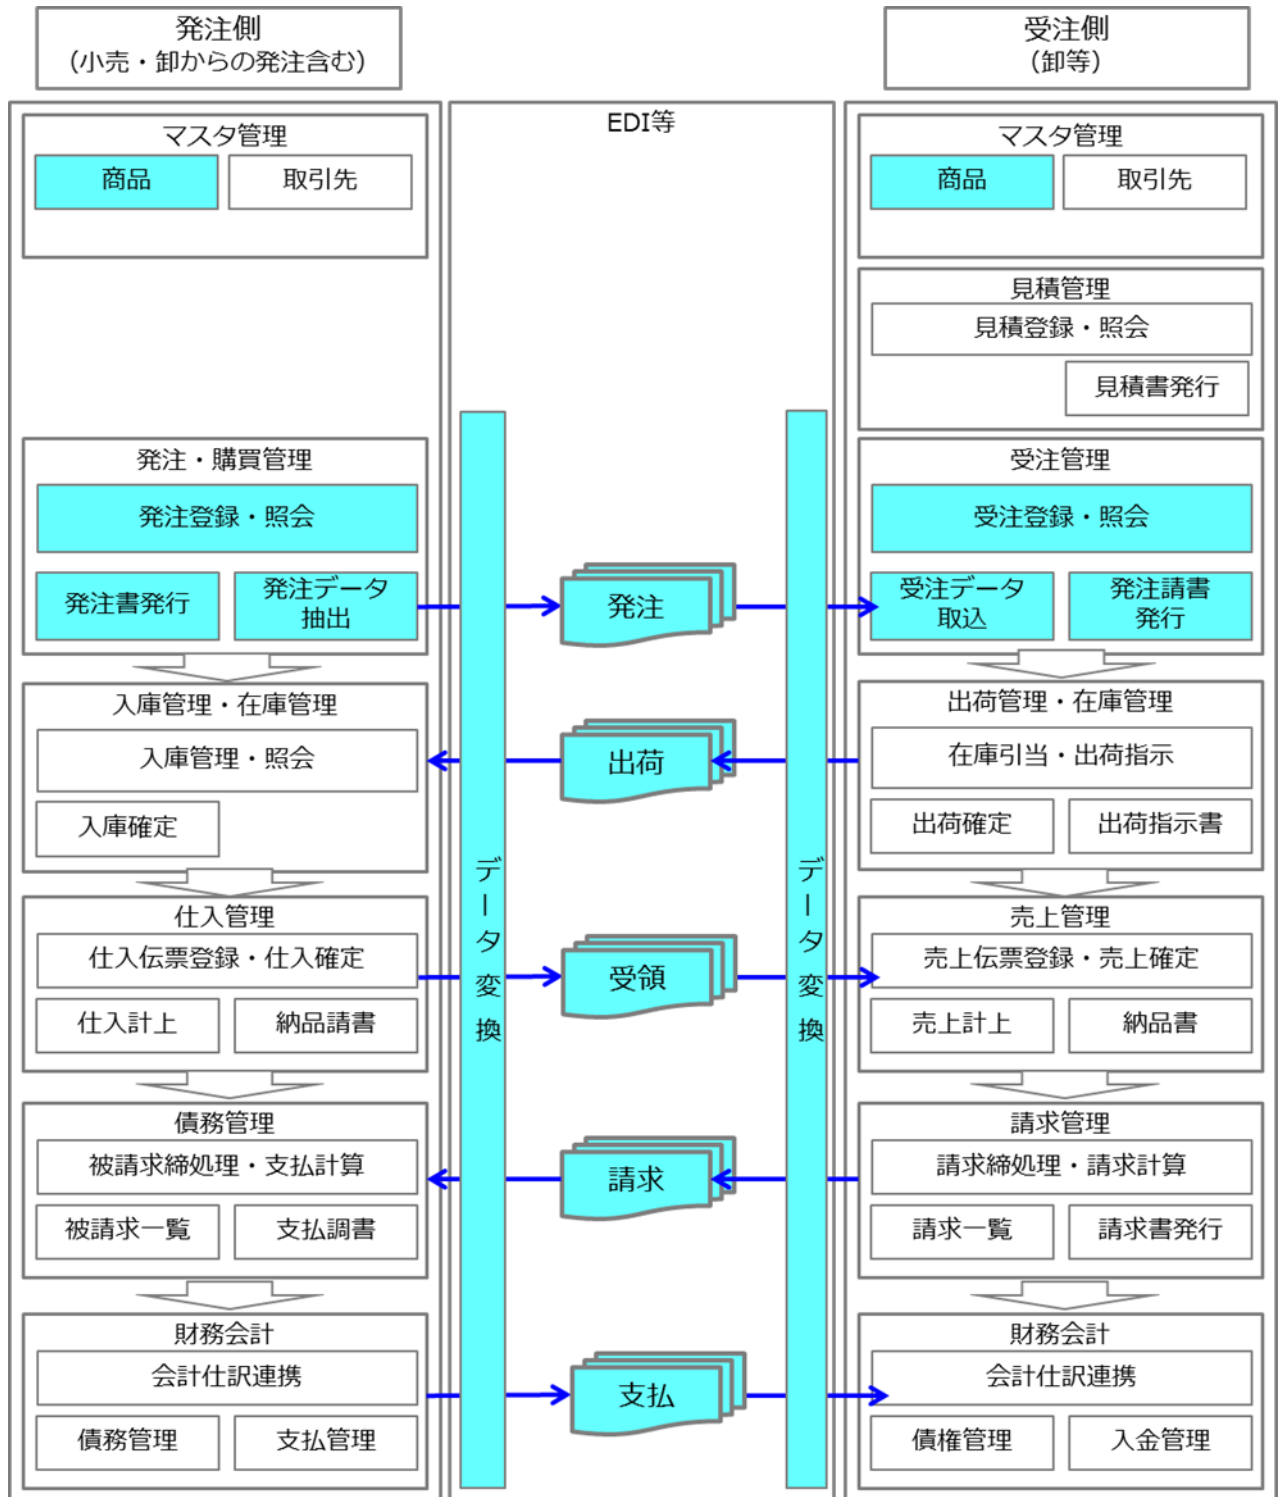 発注側
（小売・卸からの発注含む）
マスタ管理
商品
取引先
発注・購買管理
発注登録・照会
発注書発行
発注データ
抽出
入庫管理・在庫管理
入庫管理・照会
入庫確定
仕入管理
仕入伝票登録・仕入確定
仕入計上
納品請書
債務管理
被請求締処理・支払計算
被請求一覧
支払調書
財務会計
会計仕訳連携
債務管理
支払管理
EDI等
データ変換
発注
出荷
受領
請求
支払
データ変換
受注側
（卸等）
マスタ管理
商品
取引先
見積管理
見積登録・照会
見積書発行
受注管理
受注登録・照会
受注データ
取込
発注請書
発行
出荷管理・在庫管理
在庫引当・出荷指示
出荷確定
出荷指示書
売上管理
売上伝票登録・売上確定
売上計上
納品書
請求管理
請求締処理・請求計算
請求一覧
請求書発行
財務会計
会計仕訳連携
債権管理
入金管理